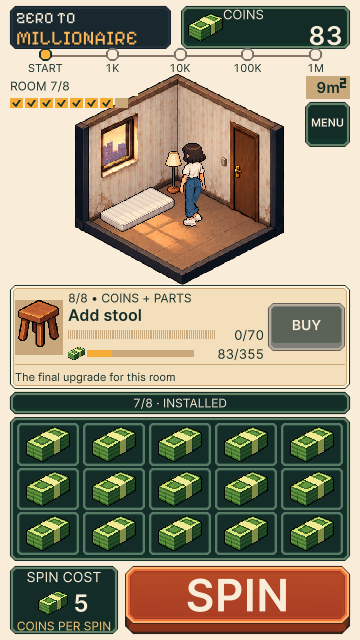 ZERO TO
MILLIONAIRE
COINS
83
START
1K
10K
100K
1M
ROOM 7/8
9m²
MENU
8/8 • COINS + PARTS
Add stool
0/70
83/355
BUY
The final upgrade for this room
7/8 · INSTALLED
SPIN COST
5
COINS PER SPIN
SPIN